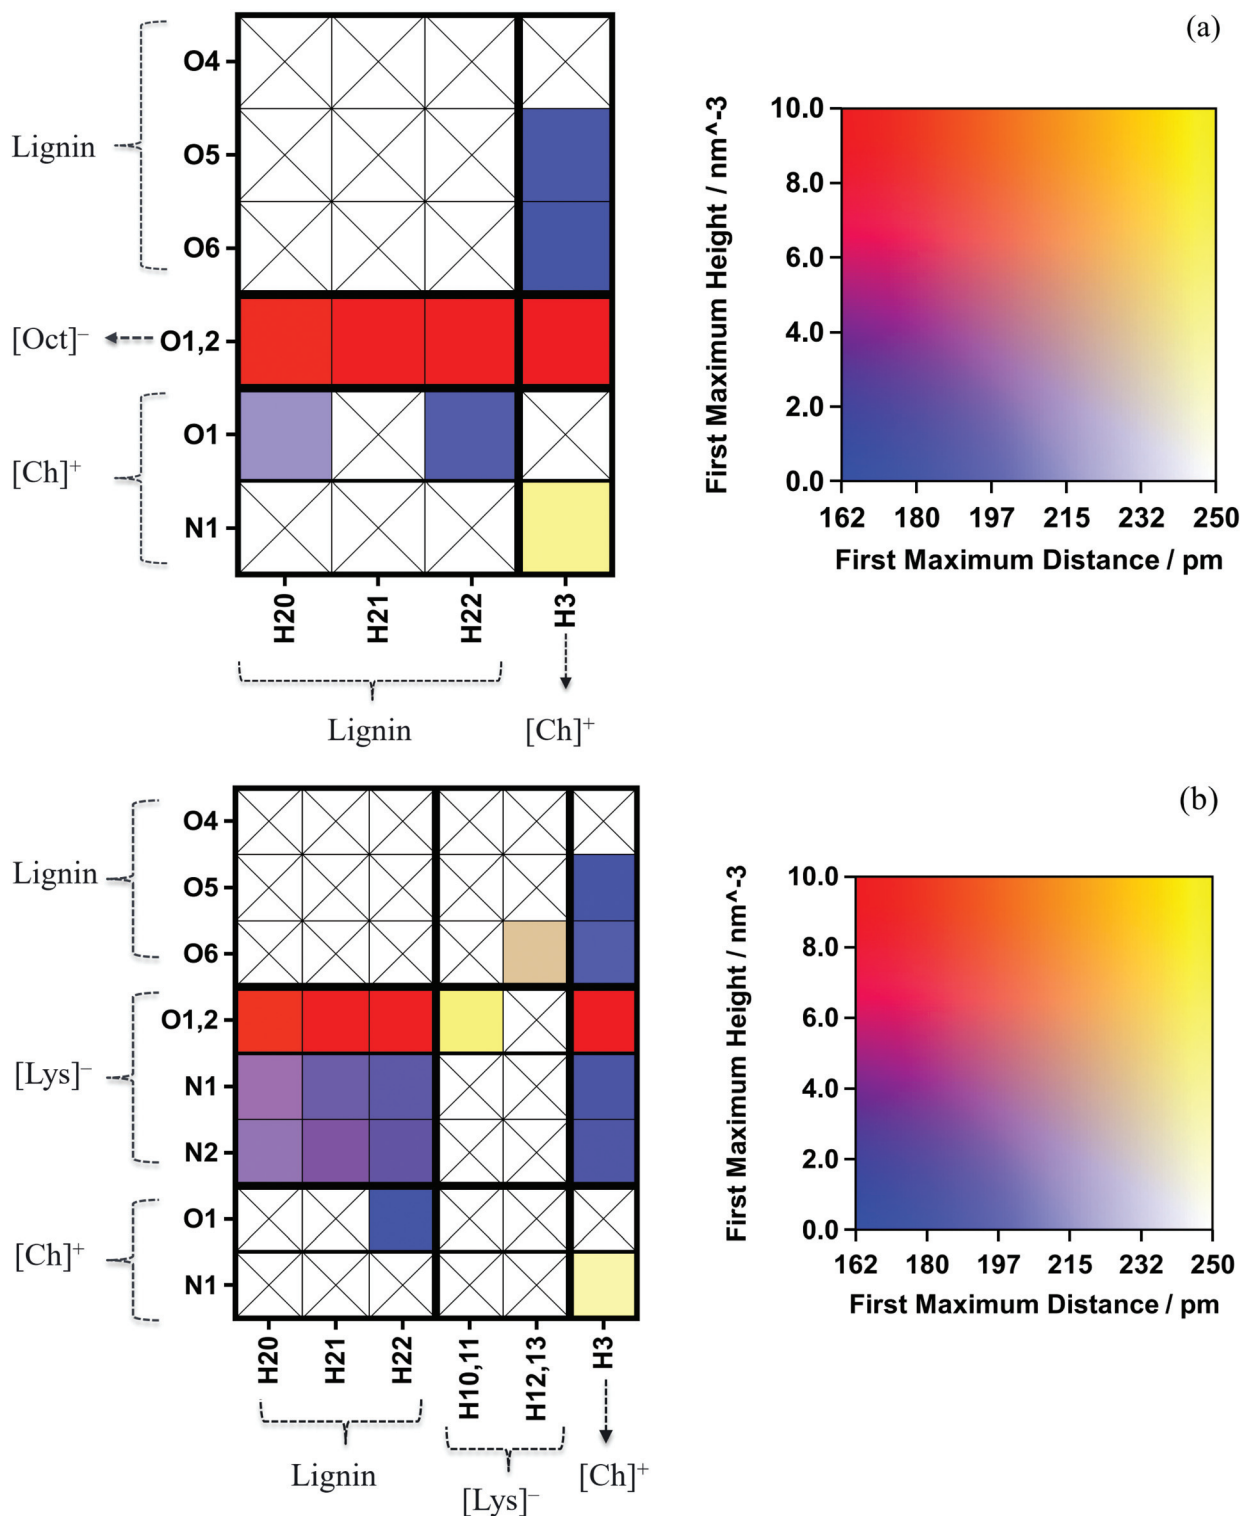 (a)
Lignin
O4
O5
O6
[Oct]⁻
O1,2
[Ch]⁺
O1
N1
H20
H21
H22
H3
Lignin
[Ch]⁺
First Maximum Height / nm^-3
10.0
8.0
6.0
4.0
2.0
0.0
162 180 197 215 232 250
First Maximum Distance / pm
(b)
Lignin
O4
O5
O6
[Lys]⁻
O1,2
N1
N2
[Ch]⁺
O1
N1
H20
H21
H22
H10,11
H12,13
H3
Lignin
[Lys]⁻
[Ch]⁺
First Maximum Height / nm^-3
10.0
8.0
6.0
4.0
2.0
0.0
162 180 197 215 232 250
First Maximum Distance / pm